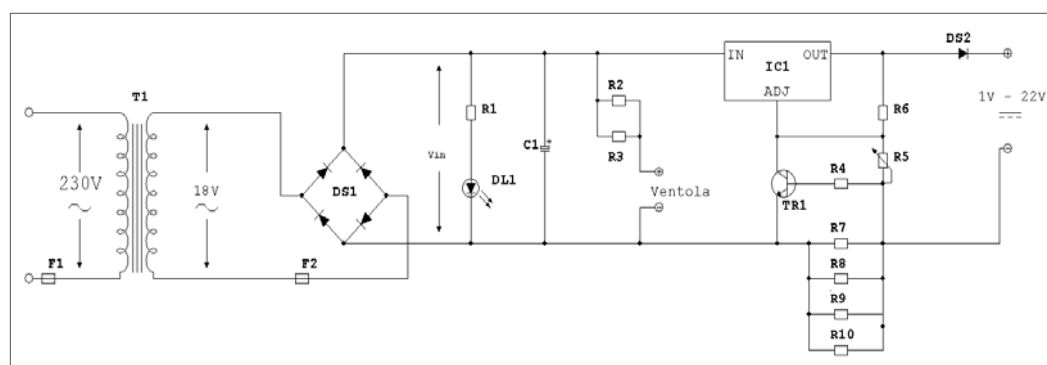 T1
230V
18V
F1
F2
DS1
Vin
R1
DL1
C1
+
R2
R3
Ventola
IN
OUT
IC1
ADJ
DS2
1V - 22V
R6
R5
R4
TR1
R7
R8
R9
R10